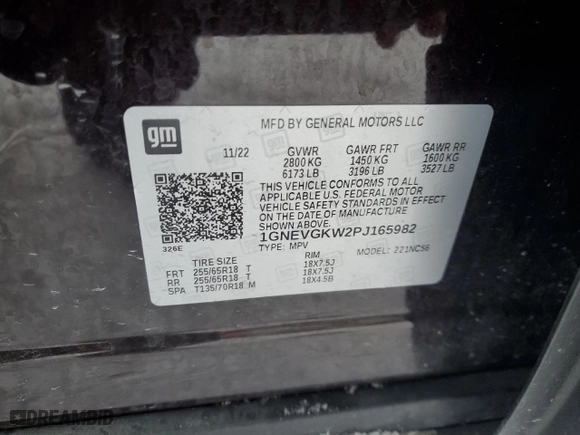 gm
MFD BY GENERAL MOTORS LLC
11/22 GVWR GAWR FRT GAWR RR
2800 KG 1450 KG 1600 KG
6173 LB 3196 LB 3527 LB
THIS VEHICLE CONFORMS TO ALL
APPLICABLE U.S. FEDERAL MOTOR
VEHICLE SAFETY STANDARDS IN EFFECT
ON THE DATE OF MANUFACTURE
SHOWN ABOVE.
1GNEVGKW2PJ165982
326E TYPE: MPV MODEL: 221NC56
TIRE SIZE RIM
FRT 255/65R18 T 18X7.5J
RR 255/65R18 T 18X7.5J
SPA T135/70R18 M 18X4.5B
DREAMBID